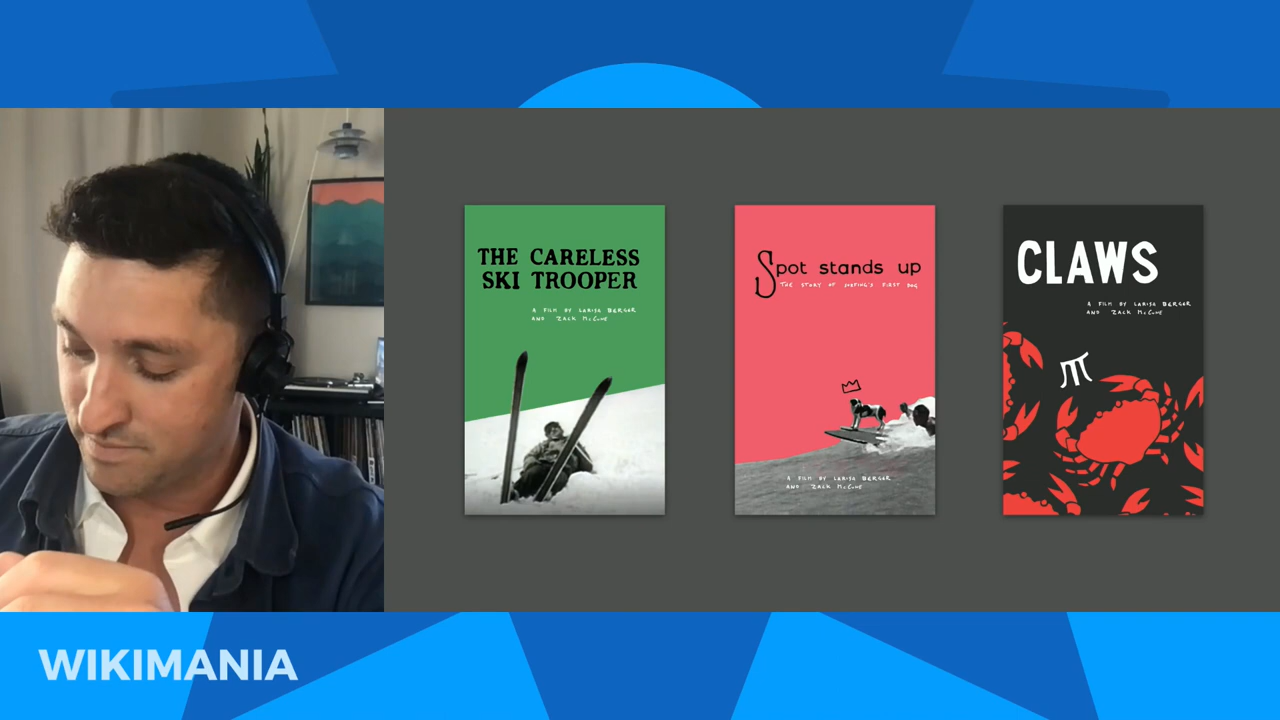 THE CARELESS
SKI TROOPER
A FILM BY LARISA BERGER
AND ZACK McCUNE
Spot stands up
THE STORY OF SURFING'S FIRST DOG
A FILM BY LARISA BERGER
AND ZACK McCUNE
CLAWS
A FILM BY LARISA BERGER
AND ZACK McCUNE
WIKIMANIA